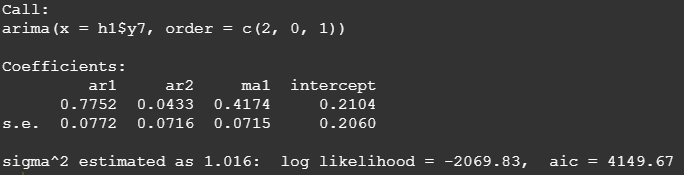 Call:
arima(x = h1$y7, order = c(2, 0, 1))
Coefficients:
ar1 ar2 ma1 intercept
0.7752 0.0433 0.4174 0.2104
s.e. 0.0772 0.0716 0.0715 0.2060
sigma^2 estimated as 1.016: log likelihood = -2069.83, aic = 4149.67